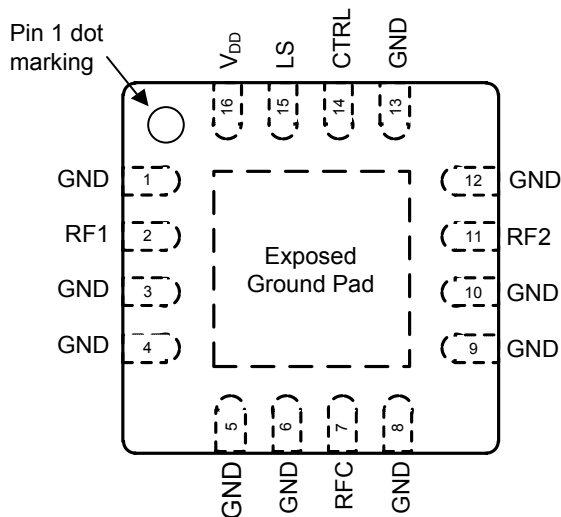 Pin 1 dot
marking
V_DD
LS
CTRL
GND
16
15
14
13
GND
1
12
GND
RF1
2
11
RF2
Exposed
Ground Pad
GND
3
10
GND
GND
4
9
GND
5
6
7
8
GND
GND
RFC
GND